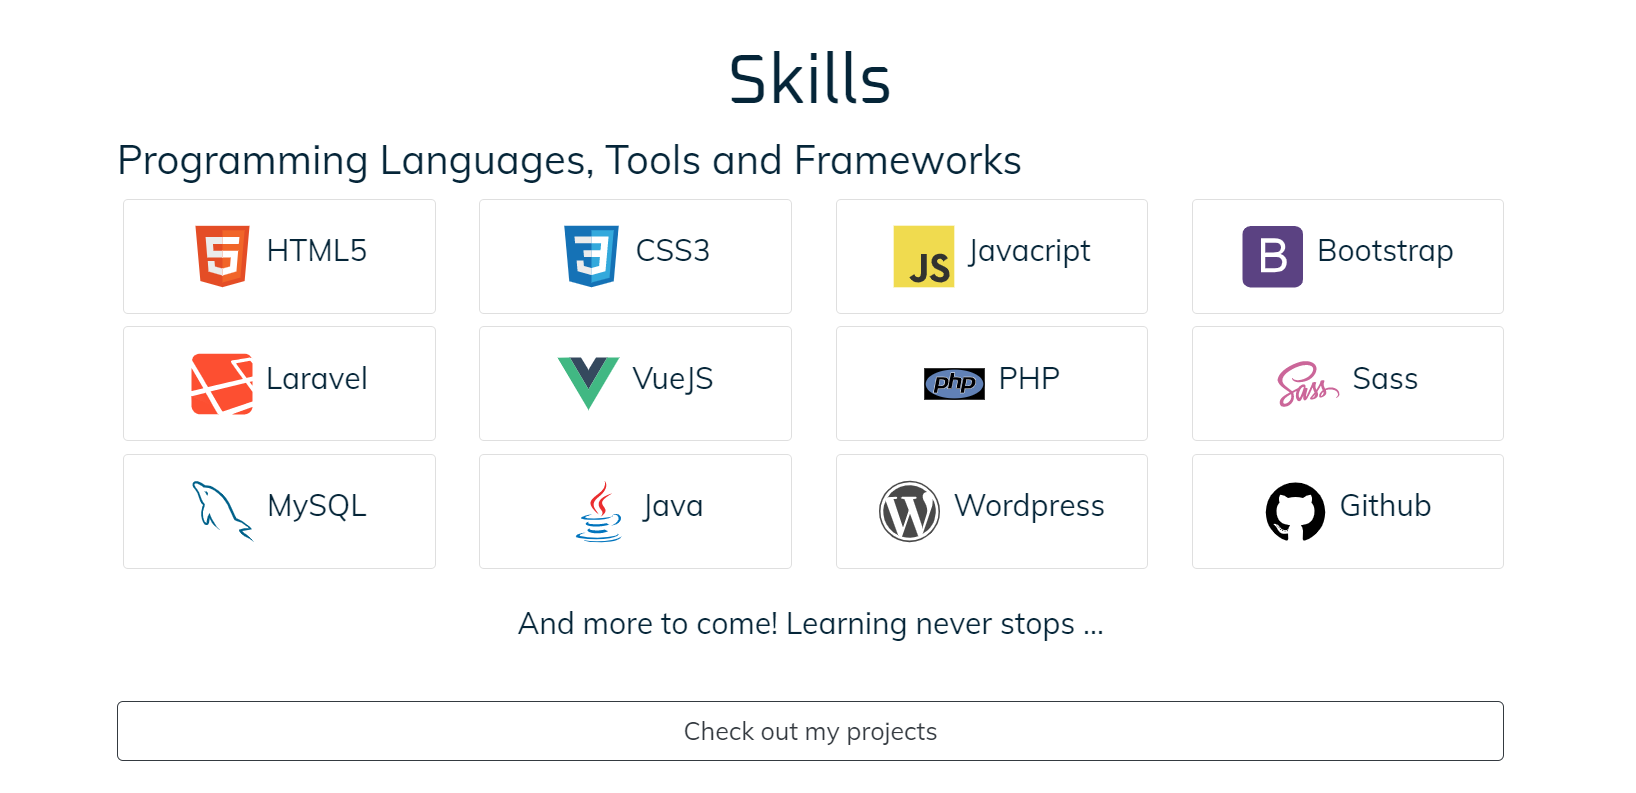 Skills
Programming Languages, Tools and Frameworks
5 HTML5
3 CSS3
JS Javacript
B Bootstrap
Laravel
VueJS
php PHP
Sass Sass
MySQL
Java
W Wordpress
Github
And more to come! Learning never stops ...
Check out my projects